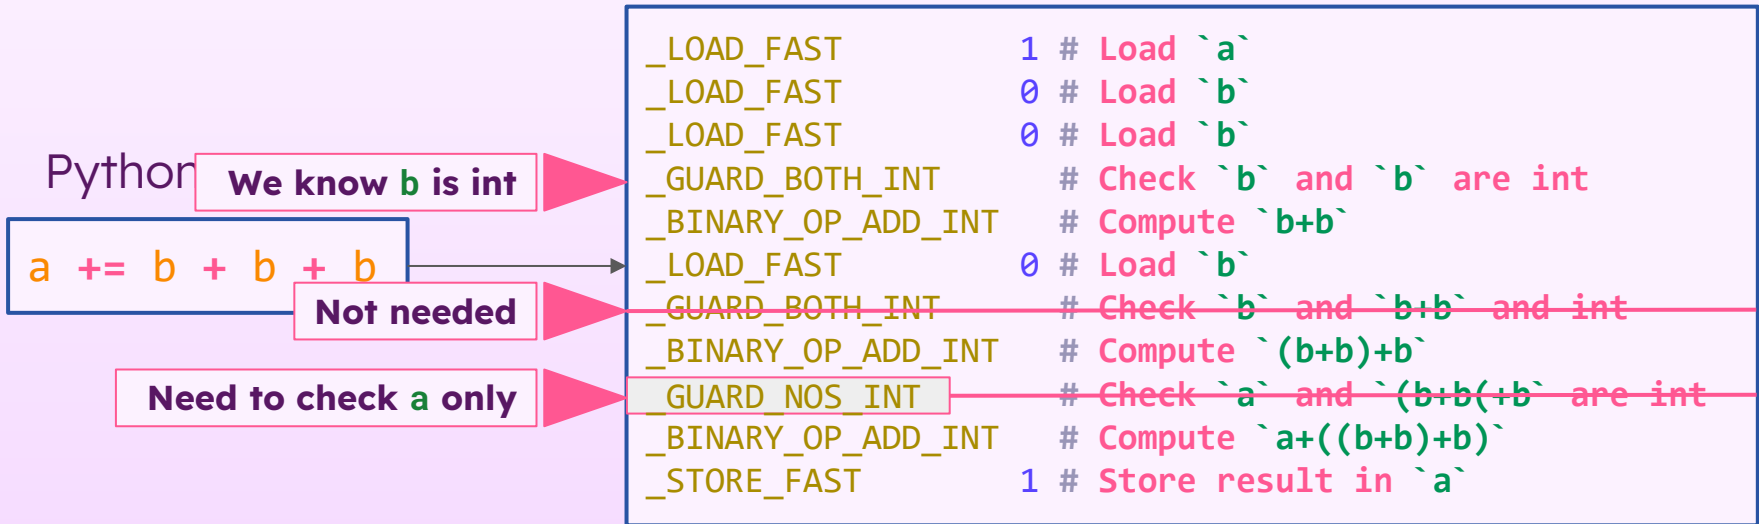 Python
We know b is int
a += b + b + b
Not needed
Need to check a only
_LOAD_FAST 1 # Load `a`
_LOAD_FAST 0 # Load `b`
_LOAD_FAST 0 # Load `b`
_GUARD_BOTH_INT # Check `b` and `b` are int
_BINARY_OP_ADD_INT # Compute `b+b`
_LOAD_FAST 0 # Load `b`
_GUARD_BOTH_INT # Check `b` and `b+b` and int
_BINARY_OP_ADD_INT # Compute `(b+b)+b`
_GUARD_NOS_INT # Check `a` and `(b+b(+b` are int
_BINARY_OP_ADD_INT # Compute `a+((b+b)+b)`
_STORE_FAST 1 # Store result in `a`